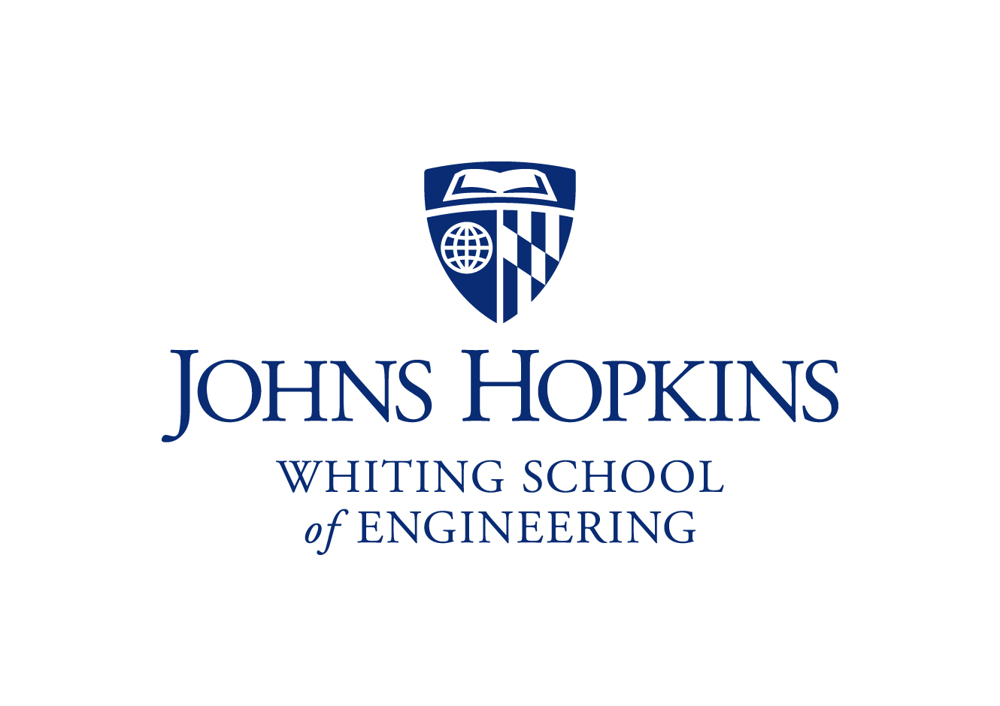 JOHNS HOPKINS
WHITING SCHOOL
of ENGINEERING